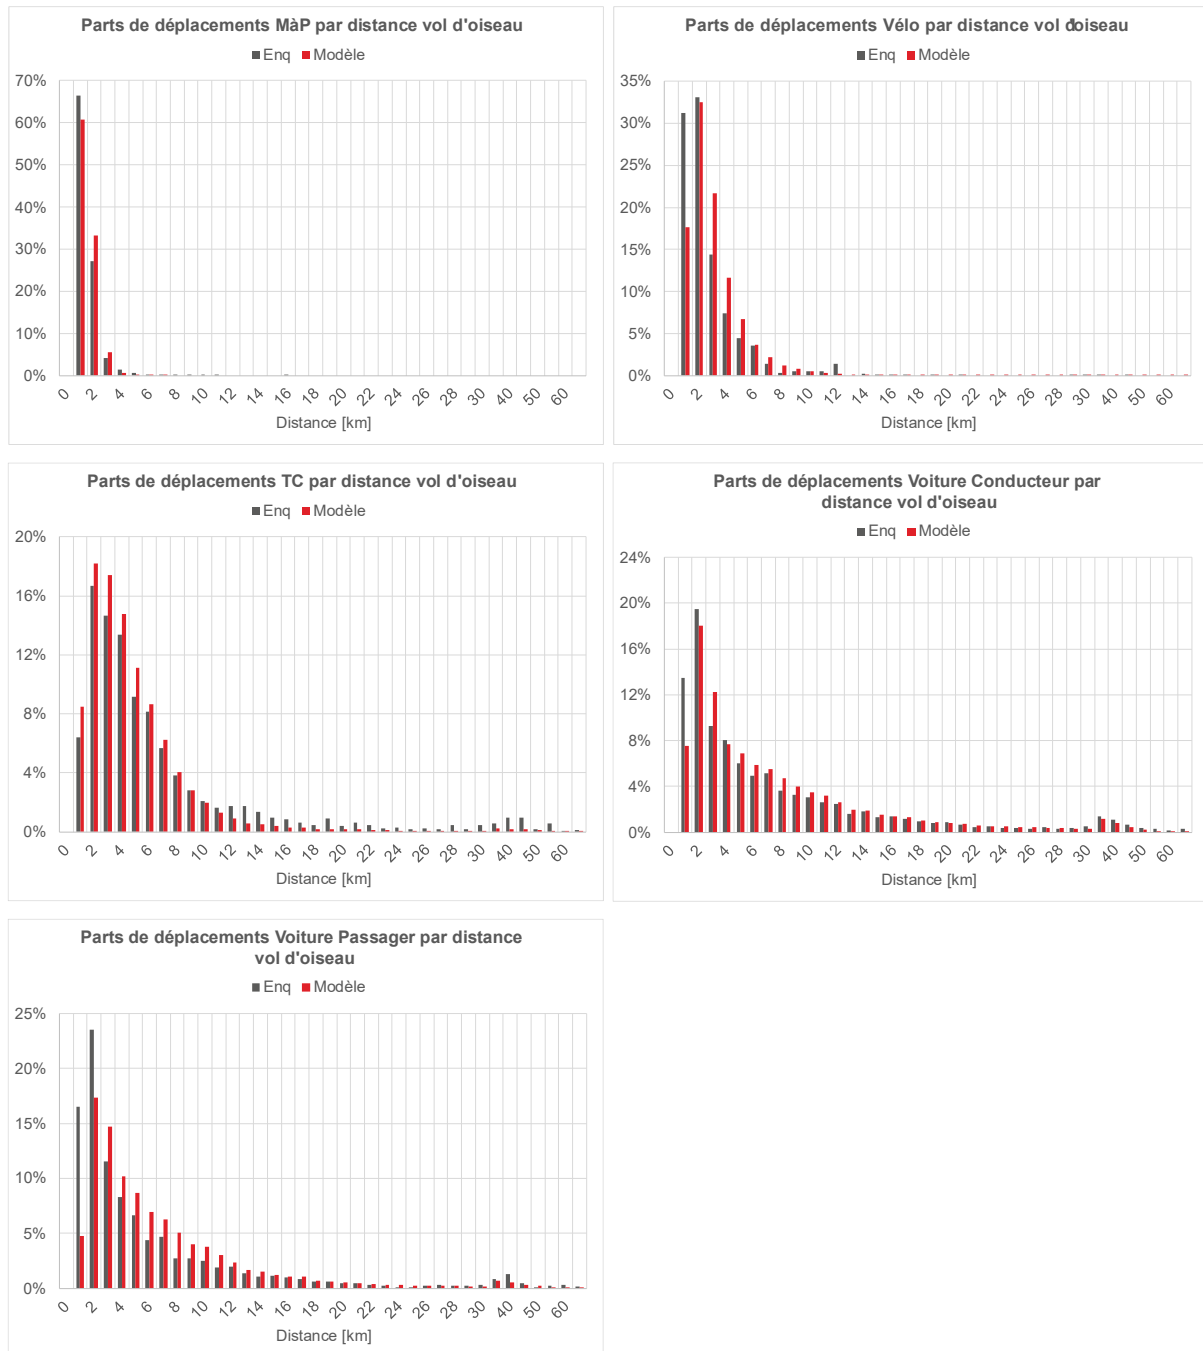 Parts de déplacements MàP par distance vol d'oiseau
Enq Modèle
70%
60%
50%
40%
30%
20%
10%
0%
0 2 4 6 8 10 12 14 16 18 20 22 24 26 28 30 40 50 60
Distance [km]
Parts de déplacements Vélo par distance vol d'oiseau
Enq Modèle
35%
30%
25%
20%
15%
10%
5%
0%
0 2 4 6 8 10 12 14 16 18 20 22 24 26 28 30 40 50 60
Distance [km]
Parts de déplacements TC par distance vol d'oiseau
Enq Modèle
20%
16%
12%
8%
4%
0%
0 2 4 6 8 10 12 14 16 18 20 22 24 26 28 30 40 50 60
Distance [km]
Parts de déplacements Voiture Conducteur par
distance vol d'oiseau
Enq Modèle
24%
20%
16%
12%
8%
4%
0%
0 2 4 6 8 10 12 14 16 18 20 22 24 26 28 30 40 50 60
Distance [km]
Parts de déplacements Voiture Passager par distance
vol d'oiseau
Enq Modèle
25%
20%
15%
10%
5%
0%
0 2 4 6 8 10 12 14 16 18 20 22 24 26 28 30 40 50 60
Distance [km]